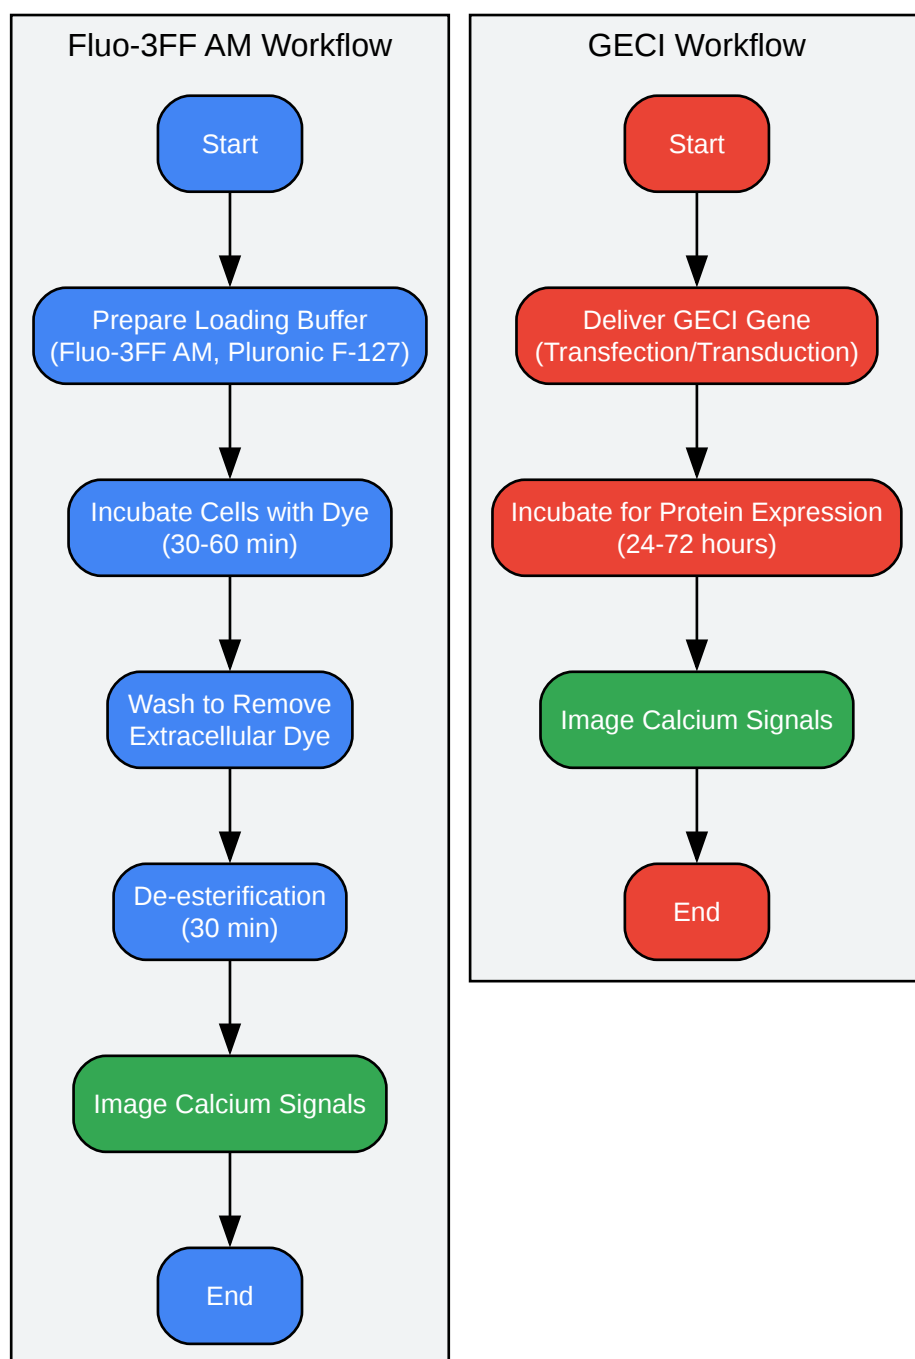 Fluo-3FF AM Workflow
Start
Prepare Loading Buffer
(Fluo-3FF AM, Pluronic F-127)
Incubate Cells with Dye
(30-60 min)
Wash to Remove
Extracellular Dye
De-esterification
(30 min)
Image Calcium Signals
End
GECI Workflow
Start
Deliver GECI Gene
(Transfection/Transduction)
Incubate for Protein Expression
(24-72 hours)
Image Calcium Signals
End